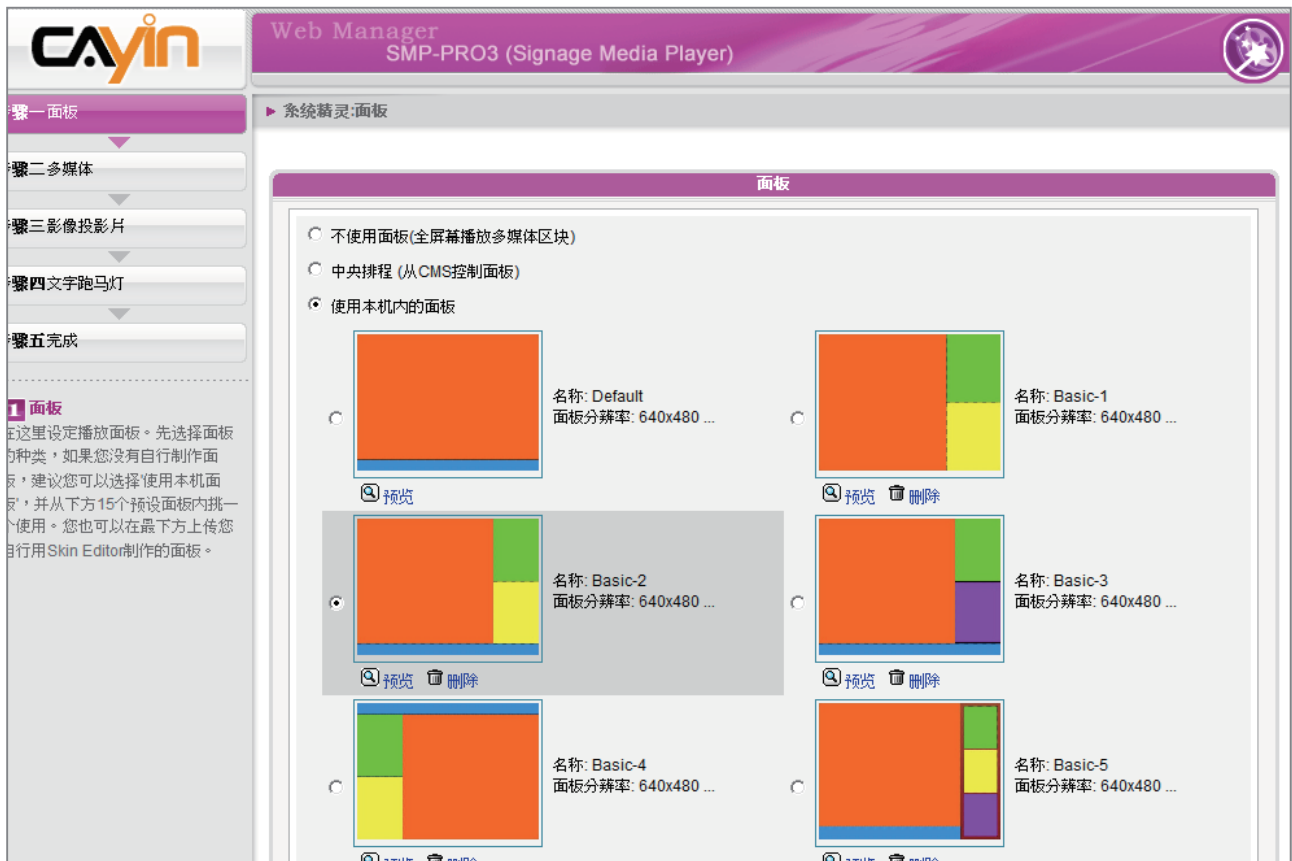 CAYIN
Web Manager
SMP-PRO3 (Signage Media Player)
骤一面板
骤二多媒体
骤三影像投影片
骤四文字跑马灯
骤五完成
1 面板
在这里设定播放面板。先选择面板
的种类，如果您没有自行制作面
板，建议您可以选择'使用本机面
板'，并从下方15个预设面板内挑一
个使用。您也可以在最下方上传您
自行用Skin Editor制作的面板。
系统精灵:面板
面板
不使用面板(全屏幕播放多媒体区块)
中央排程 (从CMS控制面板)
使用本机内的面板
名称: Default
面板分辨率: 640x480 ...
预览
名称: Basic-1
面板分辨率: 640x480 ...
预览 删除
名称: Basic-2
面板分辨率: 640x480 ...
预览 删除
名称: Basic-3
面板分辨率: 640x480 ...
预览 删除
名称: Basic-4
面板分辨率: 640x480 ...
名称: Basic-5
面板分辨率: 640x480 ...